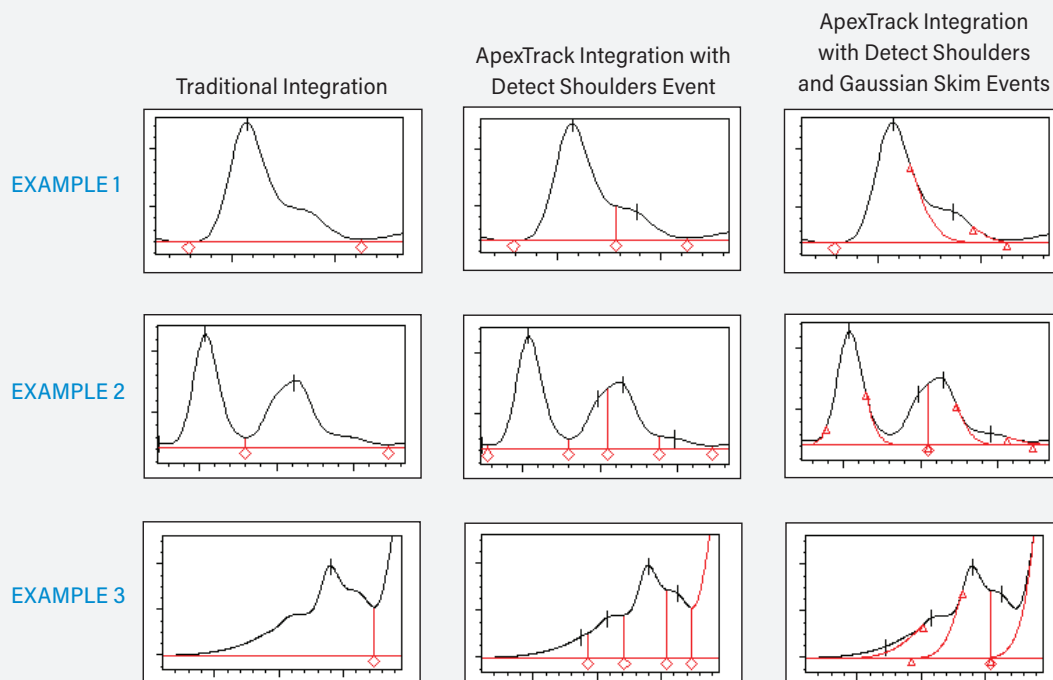 Traditional Integration
ApexTrack Integration with
Detect Shoulders Event
ApexTrack Integration
with Detect Shoulders
and Gaussian Skim Events
EXAMPLE 1
EXAMPLE 2
EXAMPLE 3